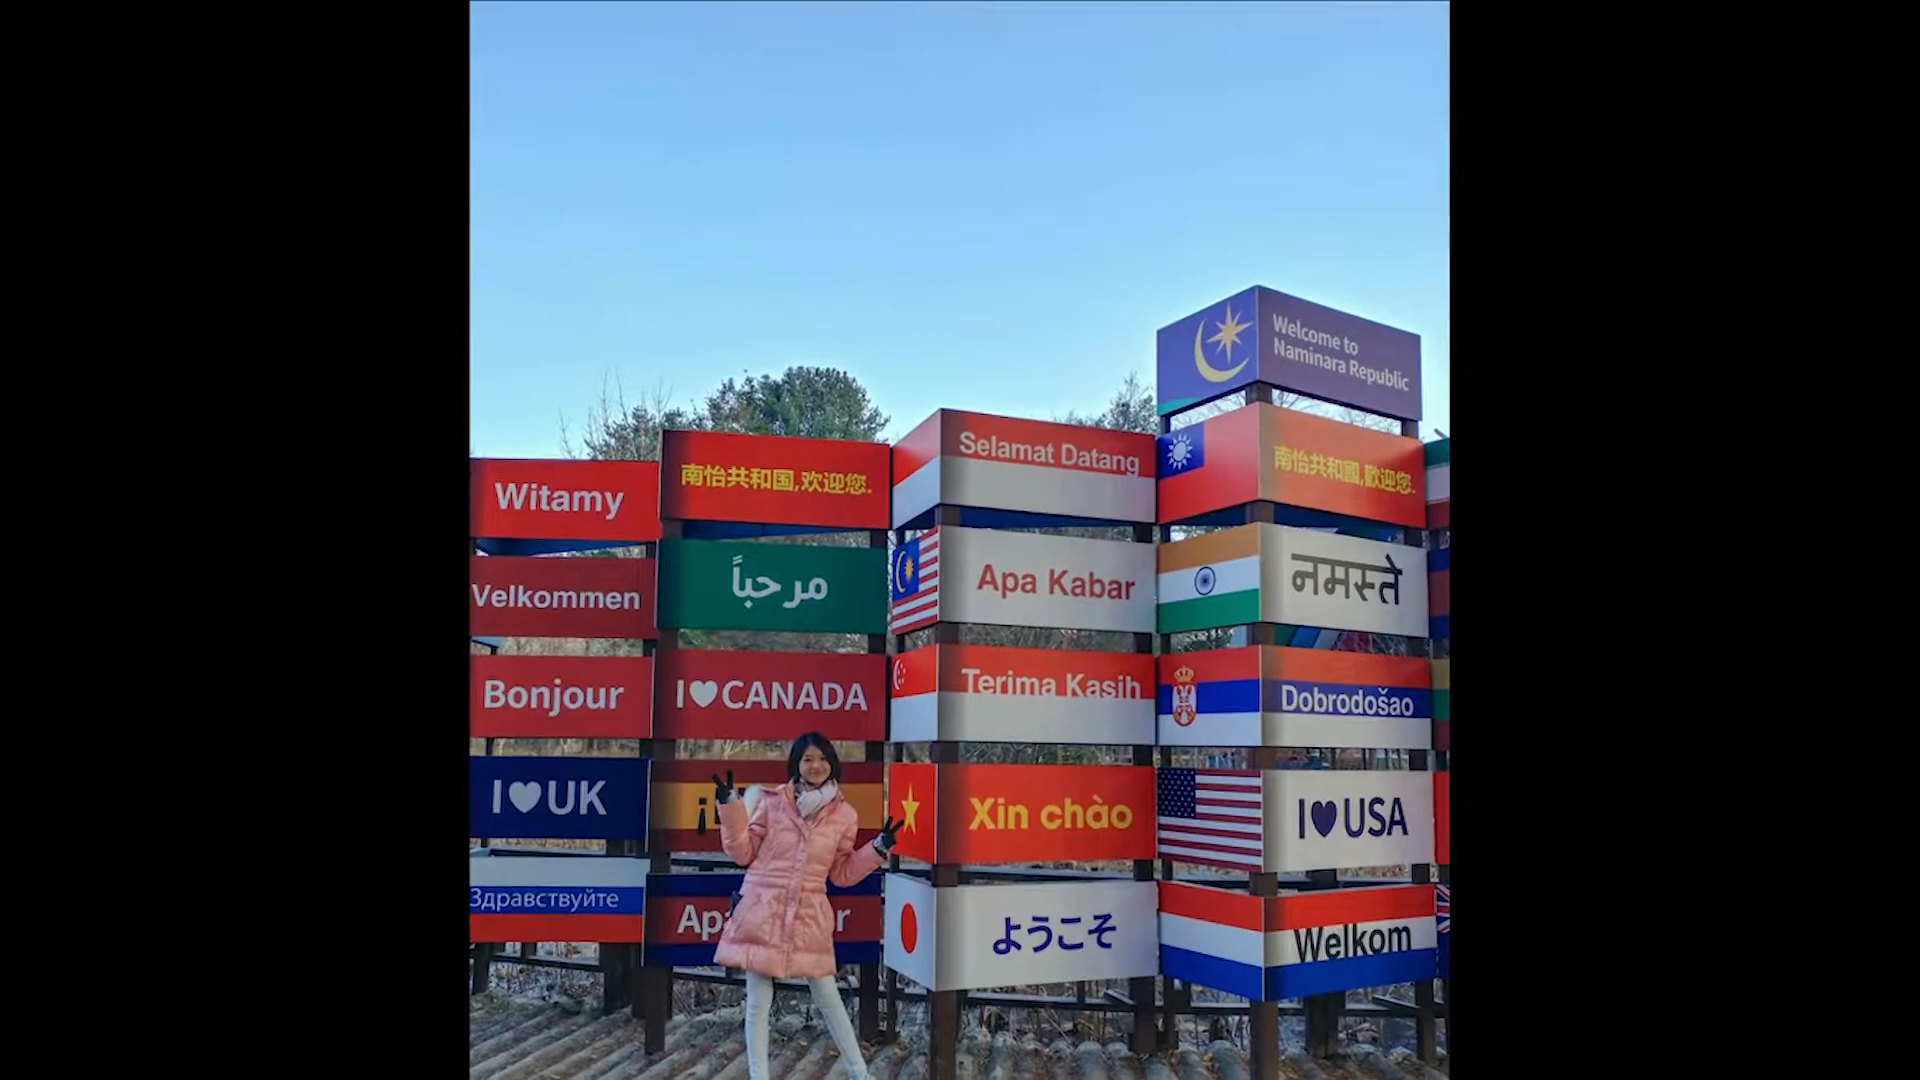 Welcome to
Naminara Republic
Witamy
南怡共和国,欢迎您.
Selamat Datang
南怡共和國,歡迎您.
Velkommen
مرحباً
Apa Kabar
नमस्ते
Bonjour
I♥CANADA
Terima Kasih
Dobrodošao
I♥UK
Xin chào
I♥USA
Здравствуйте
ようこそ
Welkom